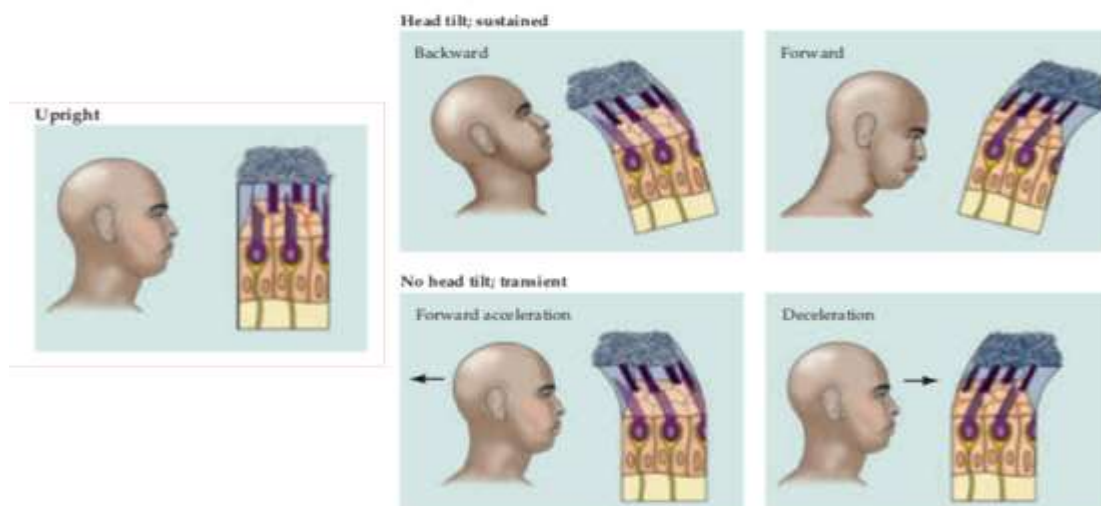 Upright
Head tilt; sustained
Backward
Forward
No head tilt; transient
Forward acceleration
Deceleration